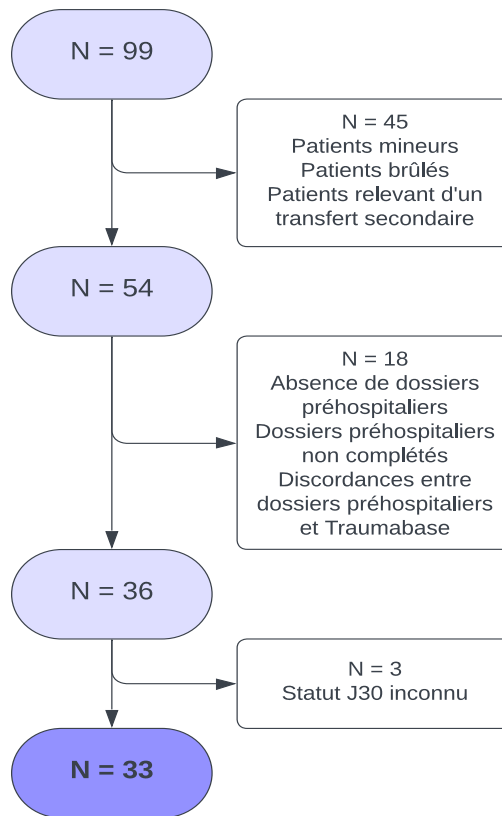 N = 99
N = 45
Patients mineurs
Patients brûlés
Patients relevant d'un
transfert secondaire
N = 54
N = 18
Absence de dossiers
préhospitaliers
Dossiers préhospitaliers
non complétés
Discordances entre
dossiers préhospitaliers
et Traumabase
N = 36
N = 3
Statut J30 inconnu
N = 33